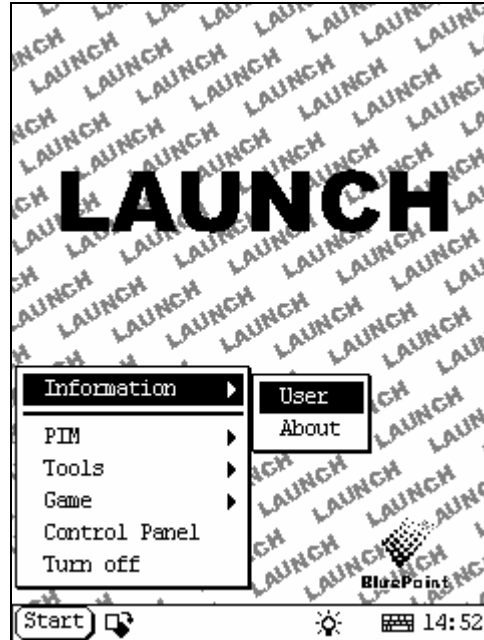 LAUNCH
Information
User
About
PIM
Tools
Game
Control Panel
Turn off
BluePoint
Start
14:52